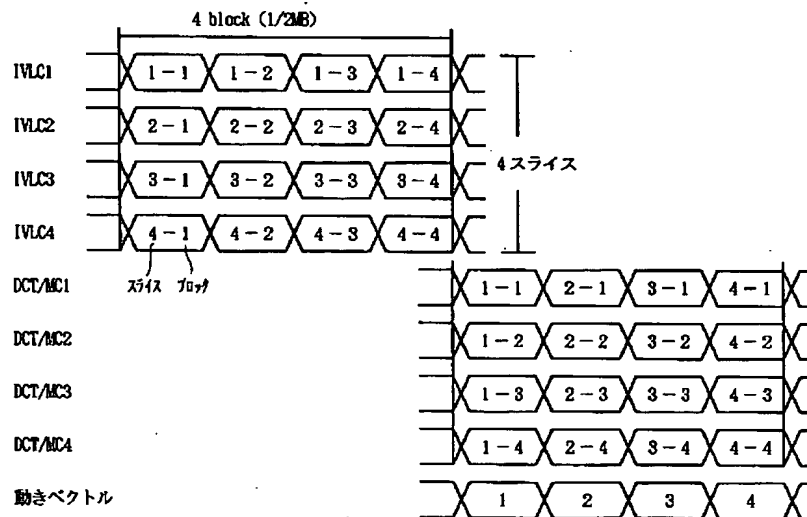 4 block (1/2MB)
IVLC1 1-1 1-2 1-3 1-4
IVLC2 2-1 2-2 2-3 2-4
IVLC3 3-1 3-2 3-3 3-4
4スライス
IVLC4 4-1 4-2 4-3 4-4
スライス ブロック
DCT/MC1 1-1 2-1 3-1 4-1
DCT/MC2 1-2 2-2 3-2 4-2
DCT/MC3 1-3 2-3 3-3 4-3
DCT/MC4 1-4 2-4 3-4 4-4
動きベクトル 1 2 3 4